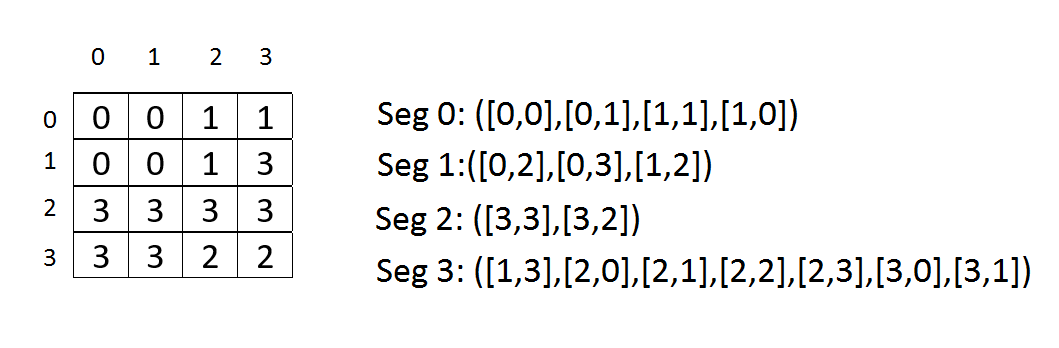 0 1 2 3
0 0 0 1 1 Seg 0: ([0,0],[0,1],[1,1],[1,0])
1 0 0 1 3 Seg 1:([0,2],[0,3],[1,2])
2 3 3 3 3 Seg 2: ([3,3],[3,2])
3 3 3 2 2 Seg 3: ([1,3],[2,0],[2,1],[2,2],[2,3],[3,0],[3,1])